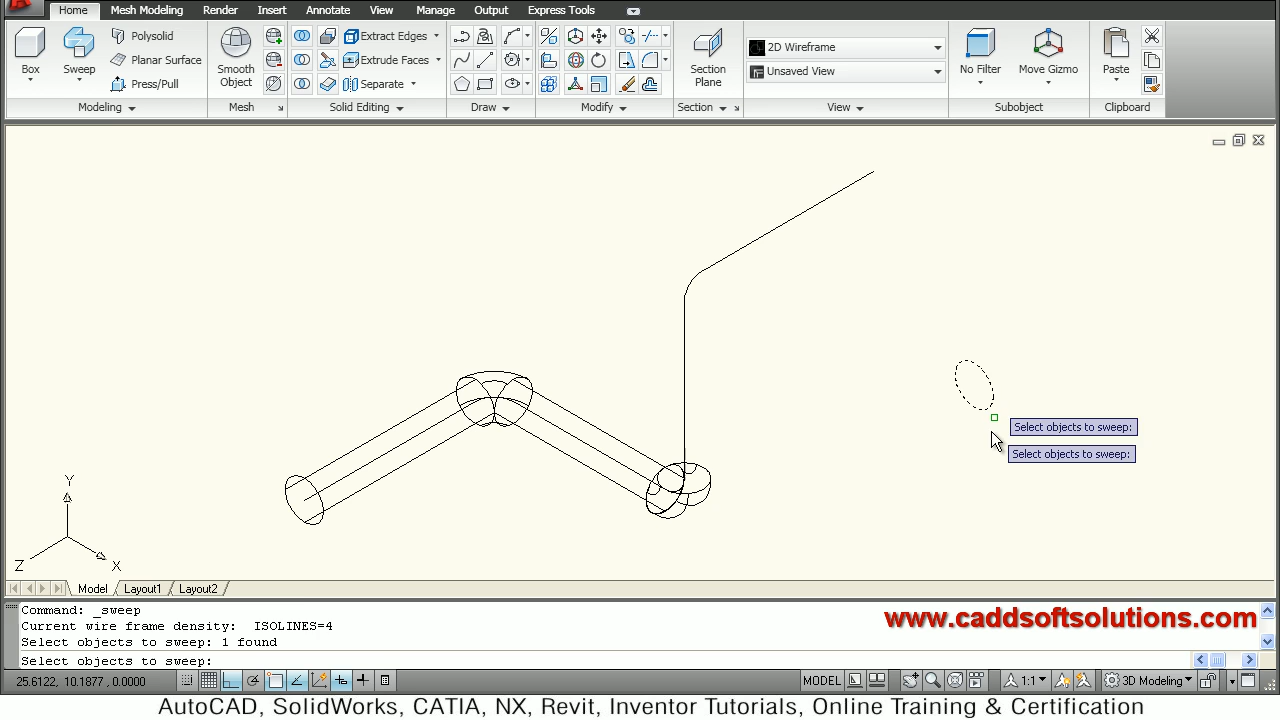 Home Mesh Modeling Render Insert Annotate View Manage Output Express Tools
Box
Sweep
Polysolid
Planar Surface
Press/Pull
Modeling
Smooth
Object
Mesh
Extract Edges
Extrude Faces
Separate
Solid Editing
Draw
Modify
Section
Plane
Section
2D Wireframe
Unsaved View
View
No Filter
Move Gizmo
Subobject
Paste
Clipboard
Select objects to sweep:
Select objects to sweep:
Y
Z
X
Model Layout1 Layout2
Command: _sweep
Current wire frame density: ISOLINES=4
Select objects to sweep: 1 found
Select objects to sweep:
www.caddsoftsolutions.com
25.6122, 10.1877, 0.0000
MODEL
1:1
3D Modeling
AutoCAD, SolidWorks, CATIA, NX, Revit, Inventor Tutorials, Online Training & Certification